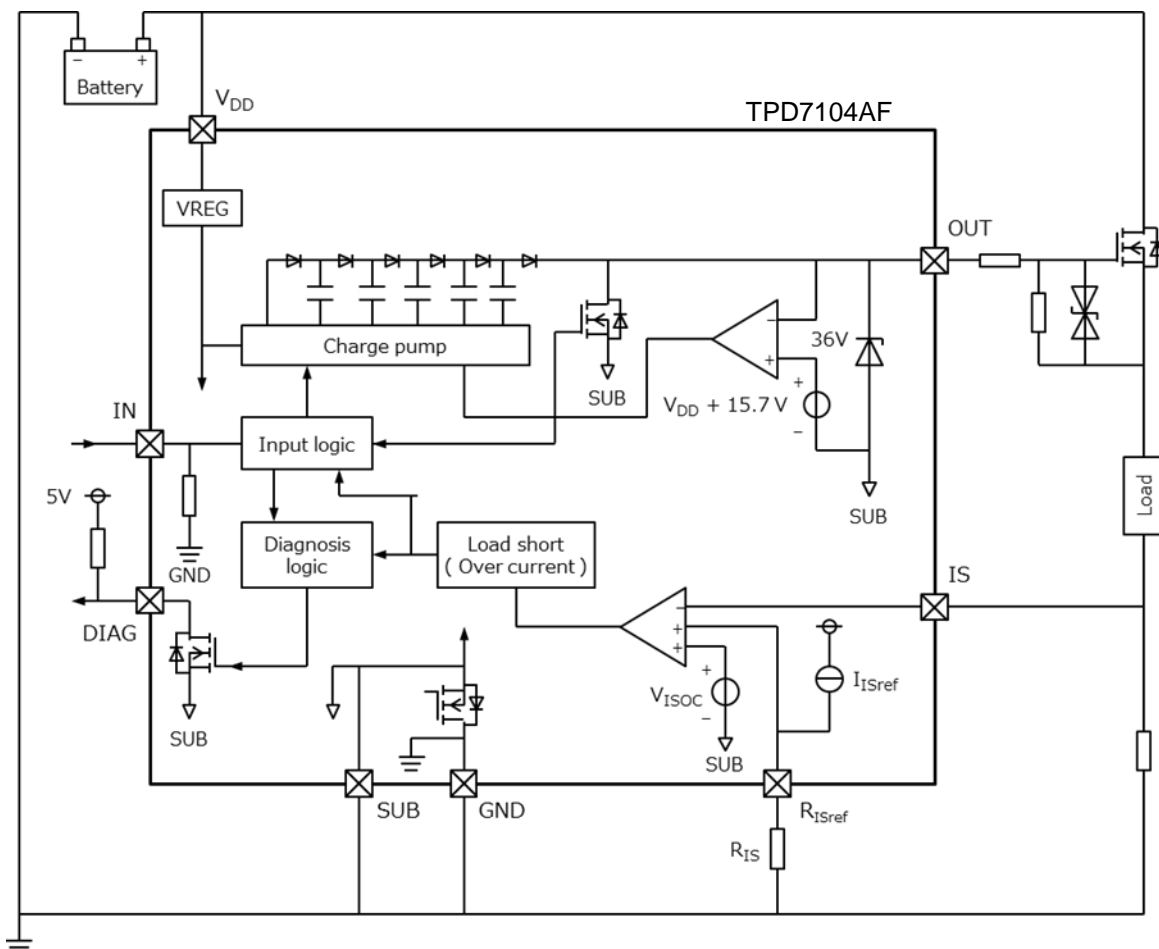 − +
Battery
VDD
TPD7104AF
VREG
OUT
Charge pump
36V
−
+
SUB
VDD + 15.7 V
+
−
IN
Input logic
SUB
5V
Load
GND
Diagnosis
logic
Load short
( Over current )
IS
DIAG
−
+
+
+
VISOC
−
IISref
SUB
SUB
SUB
GND
RISref
RIS